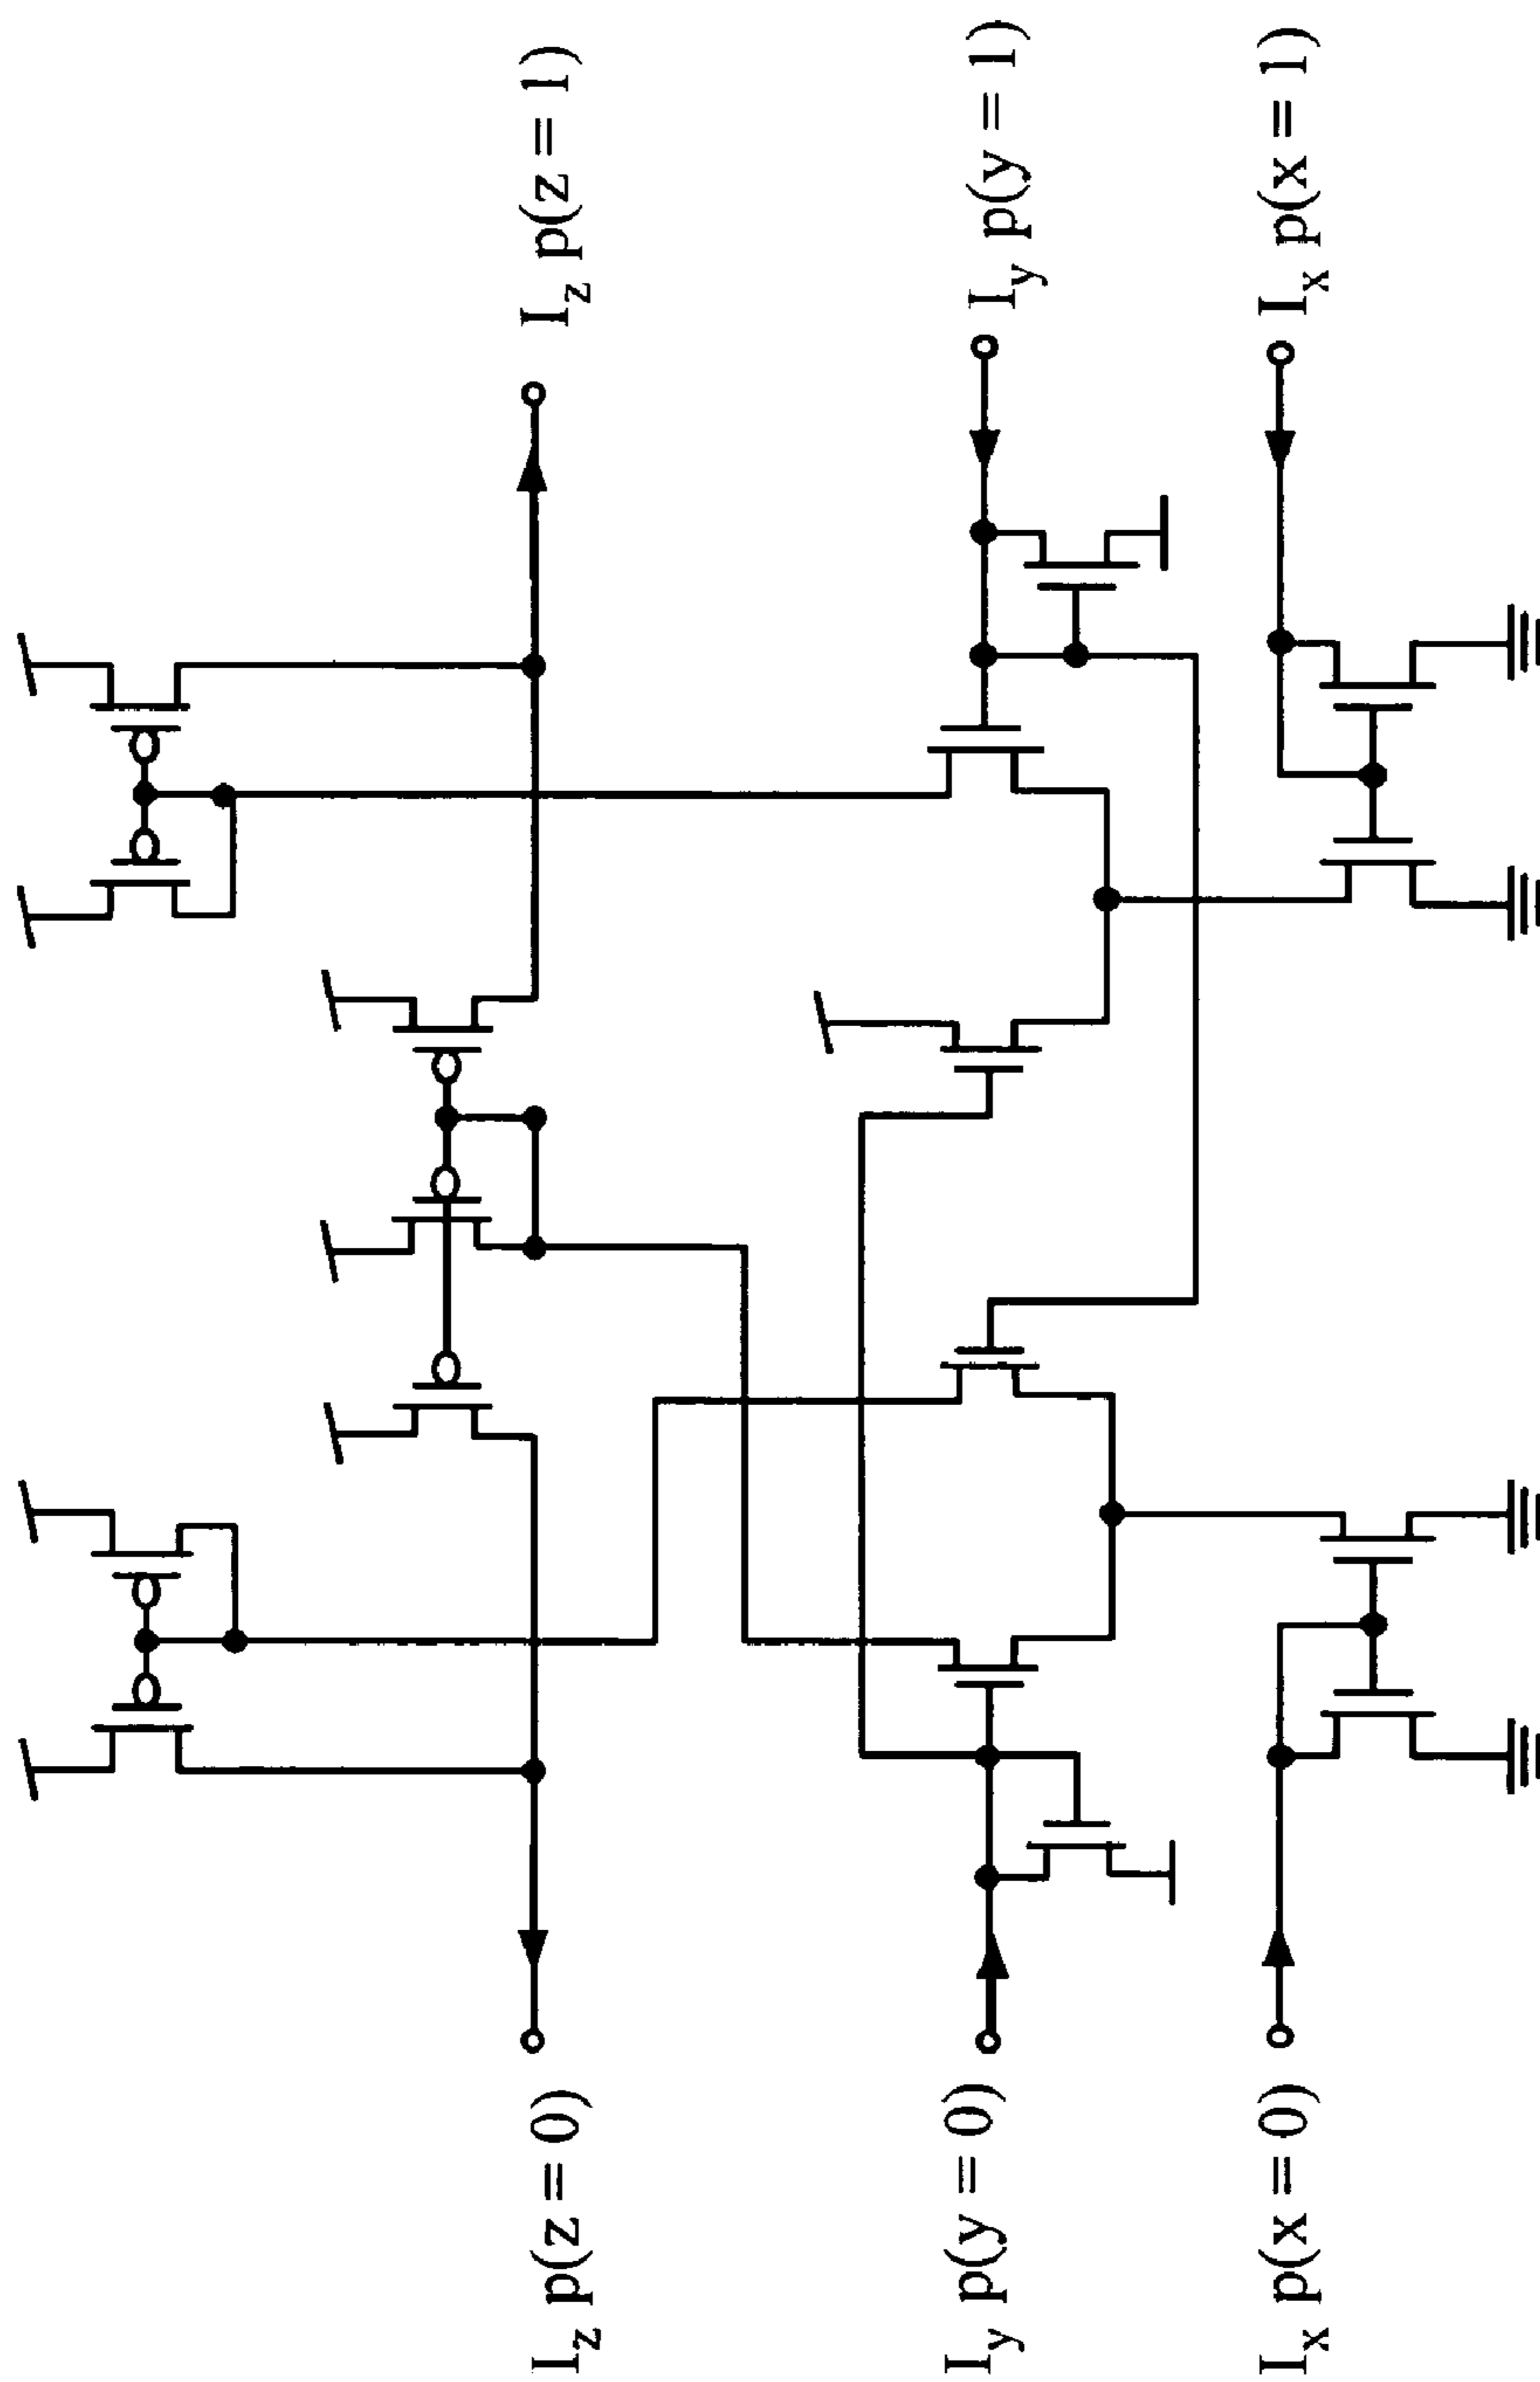 I_z p(z = 0)
I_z p(z = 1)
I_y p(y = 0)
I_y p(y = 1)
I_x p(x = 0)
I_x p(x = 1)